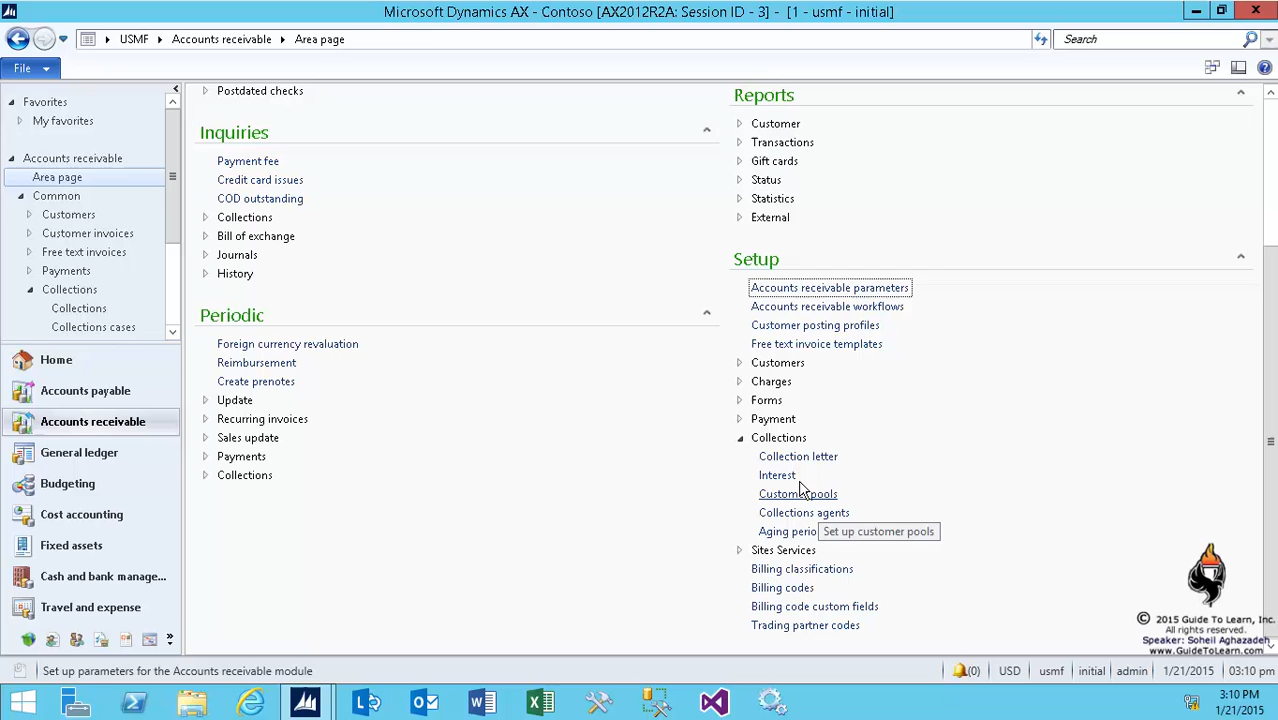 Microsoft Dynamics AX - Contoso [AX2012R2A: Session ID - 3] - [1 - usmf - initial]
USMF
Accounts receivable
Area page
Search
File
Favorites
My favorites
Accounts receivable
Area page
Common
Customers
Customer invoices
Free text invoices
Payments
Collections
Collections
Collections cases
Home
Accounts payable
Accounts receivable
General ledger
Budgeting
Cost accounting
Fixed assets
Cash and bank manage...
Travel and expense
Postdated checks
Inquiries
Payment fee
Credit card issues
COD outstanding
Collections
Bill of exchange
Journals
History
Periodic
Foreign currency revaluation
Reimbursement
Create prenotes
Update
Recurring invoices
Sales update
Payments
Collections
Reports
Customer
Transactions
Gift cards
Status
Statistics
External
Setup
Accounts receivable parameters
Accounts receivable workflows
Customer posting profiles
Free text invoice templates
Customers
Charges
Forms
Payment
Collections
Collection letter
Interest
Customer pools
Collections agents
Aging perio
Set up customer pools
Sites Services
Billing classifications
Billing codes
Billing code custom fields
Trading partner codes
© 2015 Guide To Learn, Inc.
All rights reserved.
Speaker: Soheil Aghazadeh
www.GuideToLearn.com
Set up parameters for the Accounts receivable module
(0)
USD
usmf
initial
admin
1/21/2015
03:10 pm
3:10 PM
1/21/2015